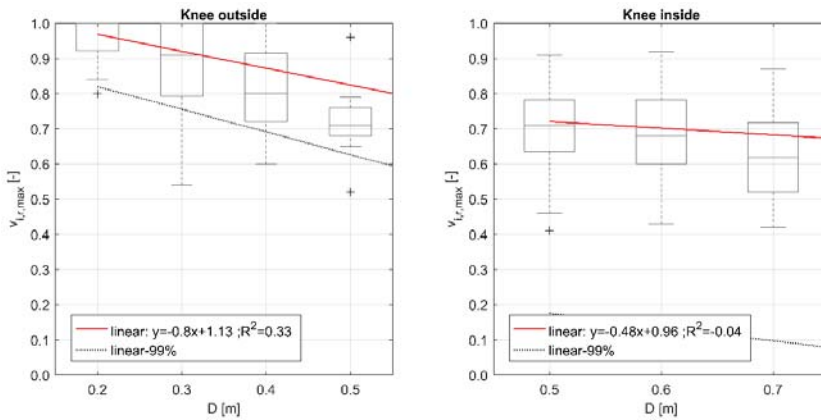 Knee outside
1.0
0.9
0.8
0.7
0.6
0.5
0.4
0.3
0.2
0.1
0.0
v_i,r,max [-]
linear: y=-0.8x+1.13 ;R²=0.33
linear-99%
0.2 0.3 0.4 0.5
D [m]
Knee inside
1.0
0.9
0.8
0.7
0.6
0.5
0.4
0.3
0.2
0.1
0.0
v_i,r,max [-]
linear: y=-0.48x+0.96 ;R²=-0.04
linear-99%
0.5 0.6 0.7
D [m]